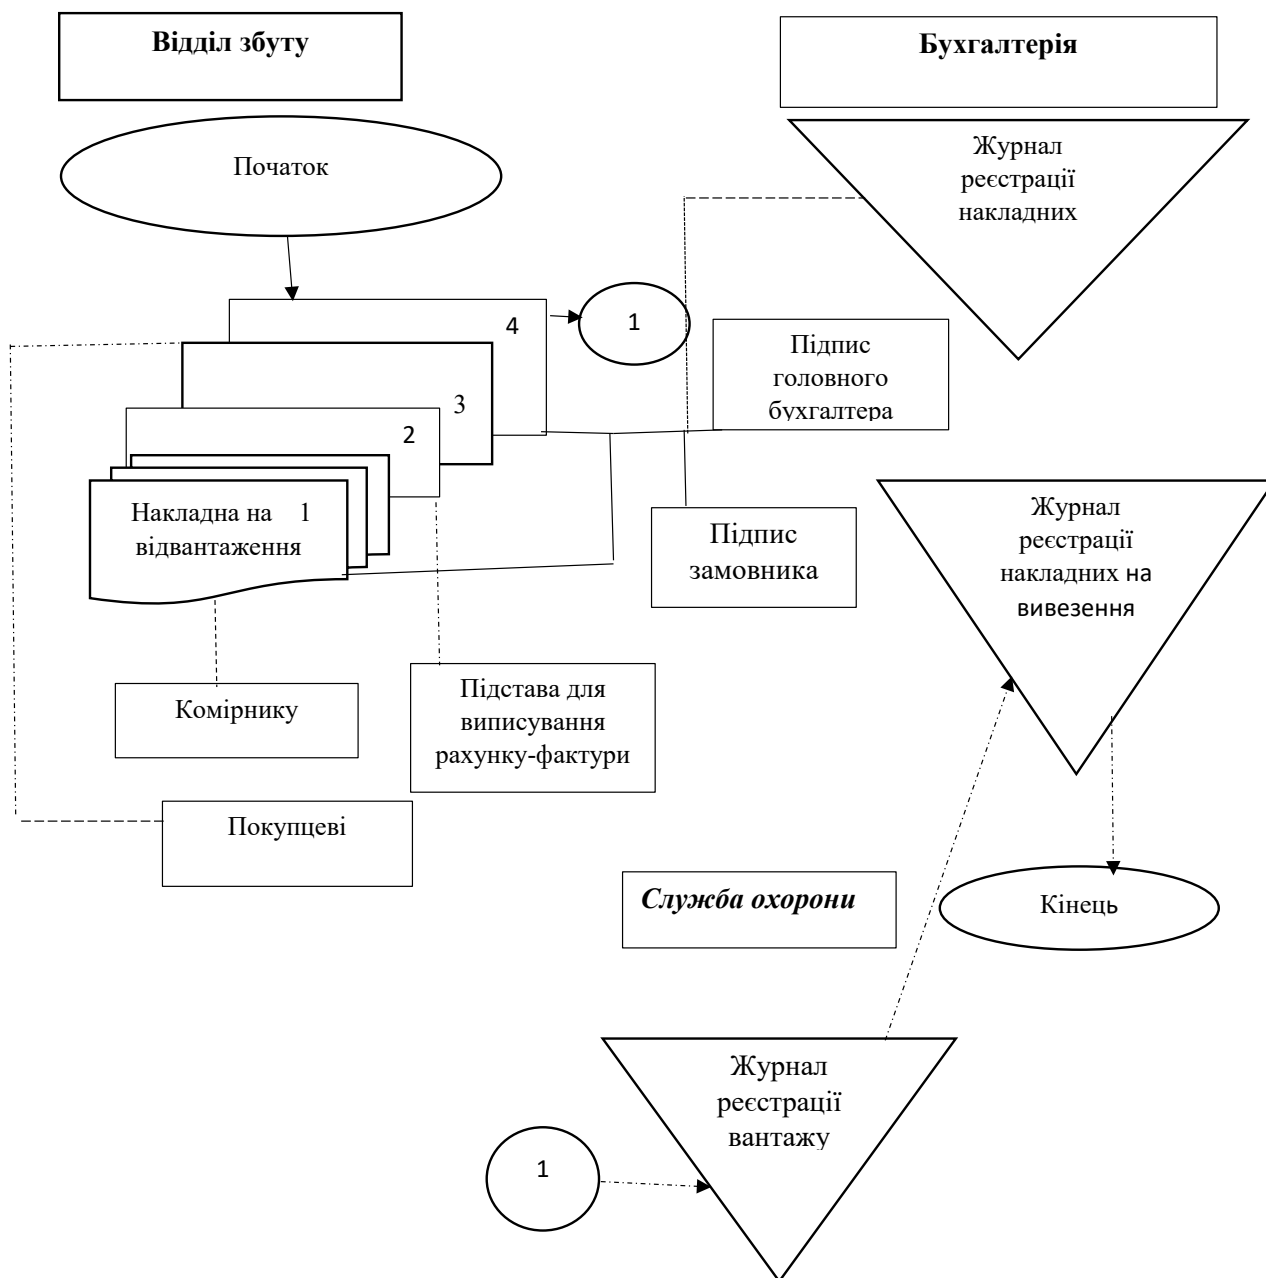 Відділ збуту
Бухгалтерія
Початок
Журнал
реєстрації
накладних
4
1
Підпис
головного
бухгалтера
3
2
Накладна на 1
відвантаження
Підпис
замовника
Журнал
реєстрації
накладних на
вивезення
Комірнику
Підстава для
виписування
рахунку-фактури
Покупцеві
Служба охорони
Кінець
Журнал
реєстрації
вантажу
1